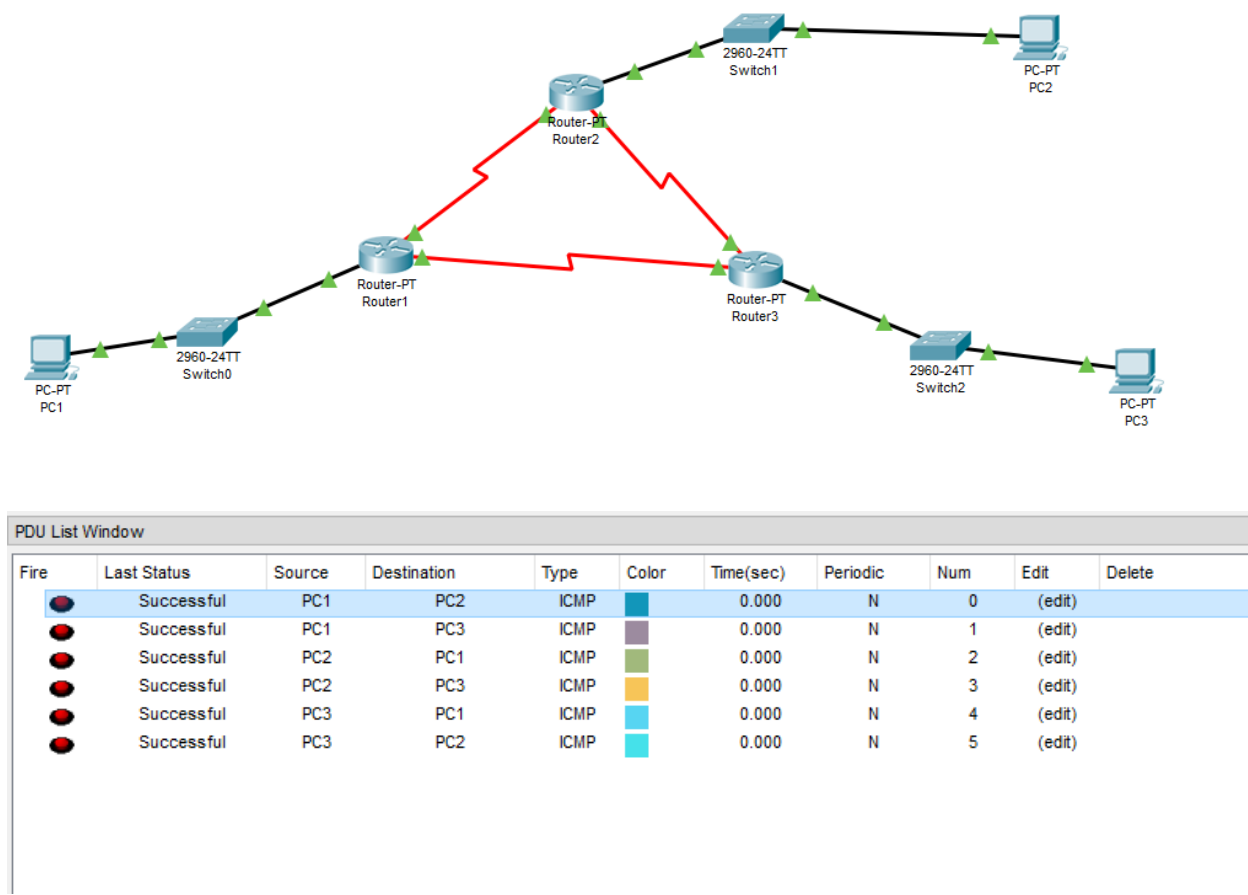 2960-24TT
Switch1
PC-PT
PC2
Router-PT
Router2
Router-PT
Router1
Router-PT
Router3
2960-24TT
Switch0
PC-PT
PC1
2960-24TT
Switch2
PC-PT
PC3
PDU List Window
Fire Last Status Source Destination Type Color Time(sec) Periodic Num Edit Delete
Successful PC1 PC2 ICMP 0.000 N 0 (edit)
Successful PC1 PC3 ICMP 0.000 N 1 (edit)
Successful PC2 PC1 ICMP 0.000 N 2 (edit)
Successful PC2 PC3 ICMP 0.000 N 3 (edit)
Successful PC3 PC1 ICMP 0.000 N 4 (edit)
Successful PC3 PC2 ICMP 0.000 N 5 (edit)